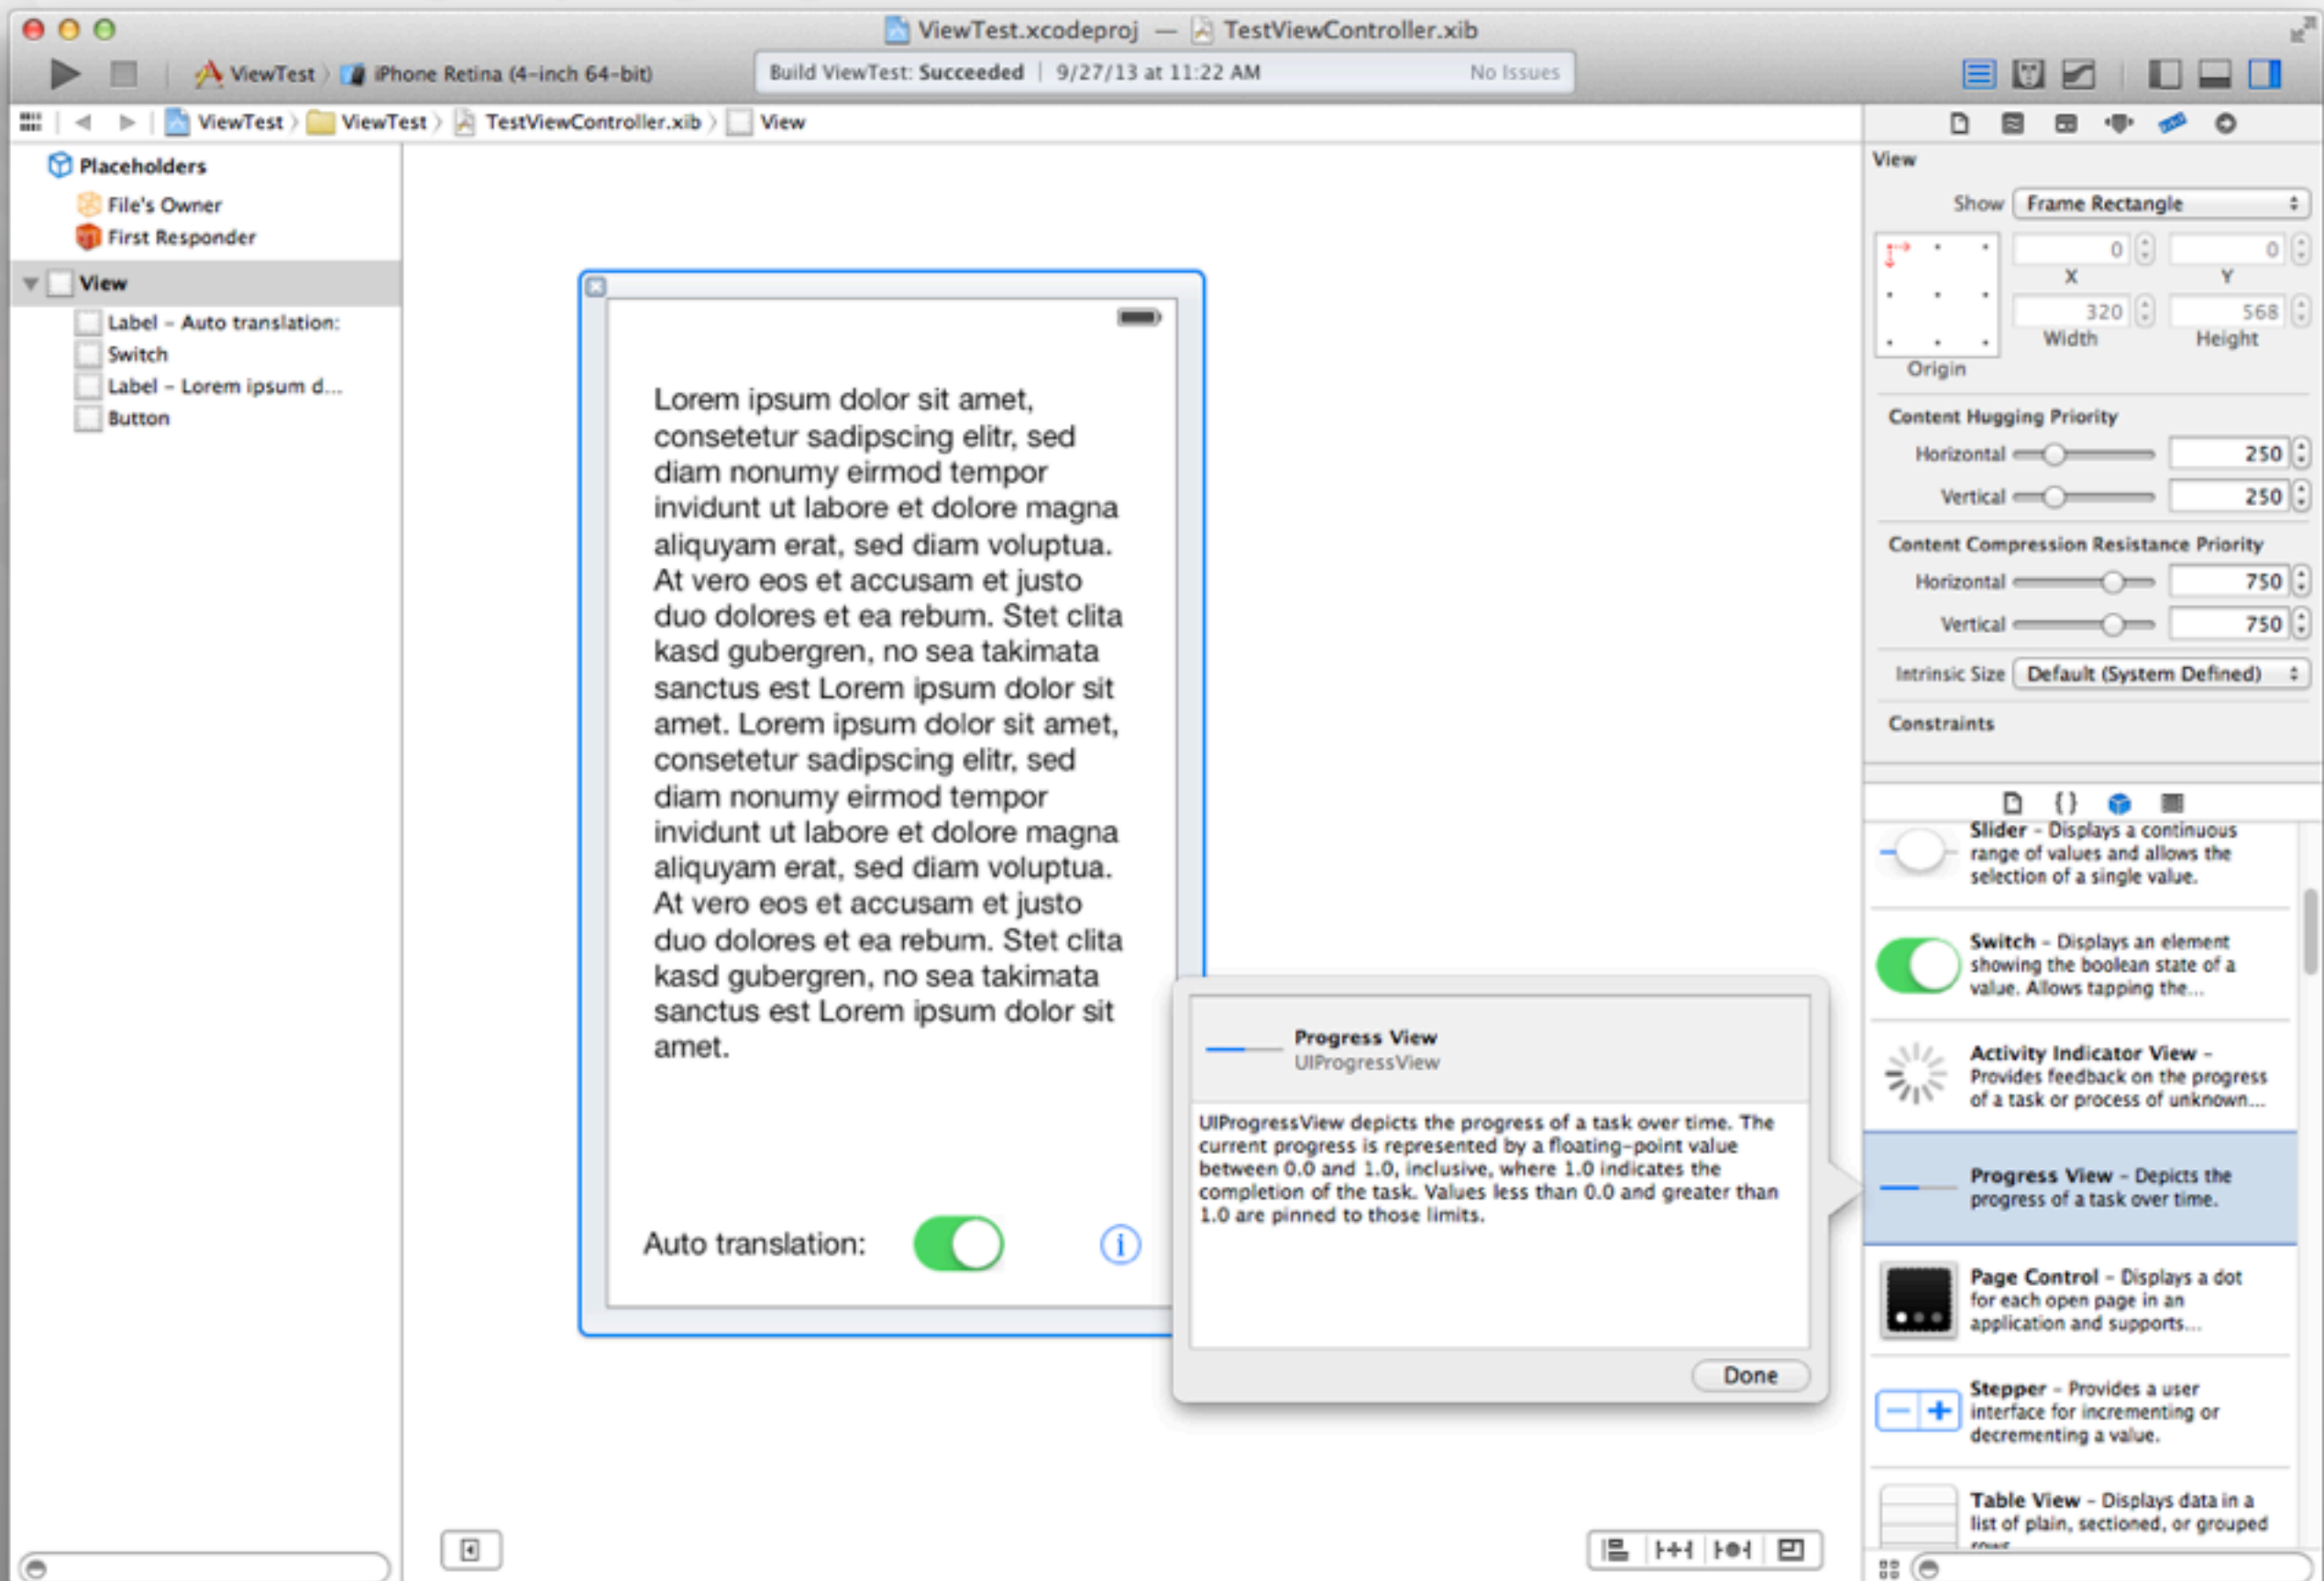 ViewTest.xcodeproj — TestViewController.xib
ViewTest
iPhone Retina (4-inch 64-bit)
Build ViewTest: Succeeded | 9/27/13 at 11:22 AM
No Issues
ViewTest
ViewTest
TestViewController.xib
View
Placeholders
File's Owner
First Responder
View
Label – Auto translation:
Switch
Label – Lorem ipsum d...
Button
Lorem ipsum dolor sit amet,
consetetur sadipscing elitr, sed
diam nonumy eirmod tempor
invidunt ut labore et dolore magna
aliquyam erat, sed diam voluptua.
At vero eos et accusam et justo
duo dolores et ea rebum. Stet clita
kasd gubergren, no sea takimata
sanctus est Lorem ipsum dolor sit
amet. Lorem ipsum dolor sit amet,
consetetur sadipscing elitr, sed
diam nonumy eirmod tempor
invidunt ut labore et dolore magna
aliquyam erat, sed diam voluptua.
At vero eos et accusam et justo
duo dolores et ea rebum. Stet clita
kasd gubergren, no sea takimata
sanctus est Lorem ipsum dolor sit
amet.
Auto translation:
Progress View
UIProgressView
UIProgressView depicts the progress of a task over time. The
current progress is represented by a floating-point value
between 0.0 and 1.0, inclusive, where 1.0 indicates the
completion of the task. Values less than 0.0 and greater than
1.0 are pinned to those limits.
Done
View
Show Frame Rectangle
0 0
X Y
320 568
Width Height
Origin
Content Hugging Priority
Horizontal 250
Vertical 250
Content Compression Resistance Priority
Horizontal 750
Vertical 750
Intrinsic Size Default (System Defined)
Constraints
Slider – Displays a continuous
range of values and allows the
selection of a single value.
Switch – Displays an element
showing the boolean state of a
value. Allows tapping the...
Activity Indicator View –
Provides feedback on the progress
of a task or process of unknown...
Progress View – Depicts the
progress of a task over time.
Page Control – Displays a dot
for each open page in an
application and supports...
Stepper – Provides a user
interface for incrementing or
decrementing a value.
Table View – Displays data in a
list of plain, sectioned, or grouped